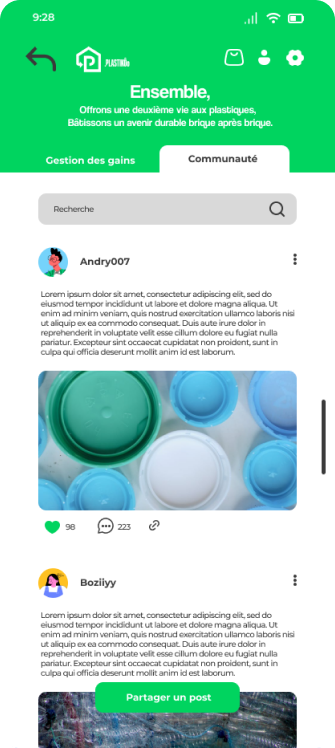 9:28
PLASTIKÔo
Ensemble,
Offrons une deuxième vie aux plastiques,
Bâtissons un avenir durable brique après brique.
Gestion des gains
Communauté
Recherche
Andry007
Lorem ipsum dolor sit amet, consectetur adipiscing elit, sed do
eiusmod tempor incididunt ut labore et dolore magna aliqua. Ut
enim ad minim veniam, quis nostrud exercitation ullamco laboris nisi
ut aliquip ex ea commodo consequat. Duis aute irure dolor in
reprehenderit in voluptate velit esse cillum dolore eu fugiat nulla
pariatur. Excepteur sint occaecat cupidatat non proident, sunt in
culpa qui officia deserunt mollit anim id est laborum.
98
223
Boziiyy
Lorem ipsum dolor sit amet, consectetur adipiscing elit, sed do
eiusmod tempor incididunt ut labore et dolore magna aliqua. Ut
enim ad minim veniam, quis nostrud exercitation ullamco laboris nisi
ut aliquip ex ea commodo consequat. Duis aute irure dolor in
reprehenderit in voluptate velit esse cillum dolore eu fugiat nulla
pariatur. Excepteur sint occaecat cupidatat non proident, sunt in
culpa qui officia deserunt mollit anim id est laborum.
Partager un post